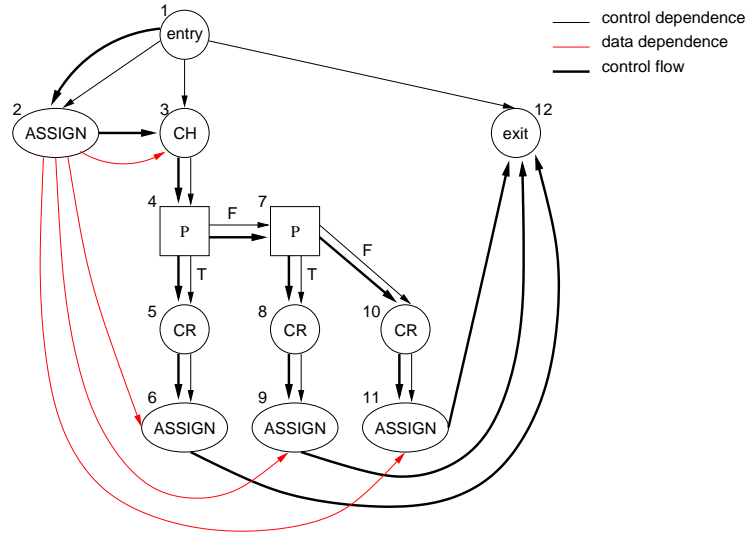 1
entry
control dependence
data dependence
control flow
2
ASSIGN
3
CH
12
exit
4
P
F
7
P
T
T
F
5
CR
8
CR
10
CR
6
ASSIGN
9
ASSIGN
11
ASSIGN